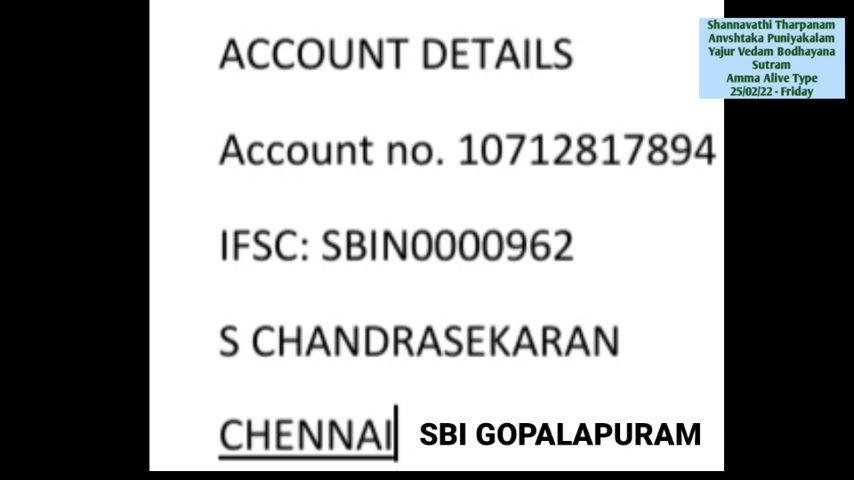 ACCOUNT DETAILS
Account no. 10712817894
IFSC: SBIN0000962
S CHANDRASEKARAN
CHENNAI SBI GOPALAPURAM
Shannavathi Tharpanam
Anvshtaka Puniyakalam
Yajur Vedam Bodhayana
Sutram
Amma Alive Type
25/02/22 - Friday